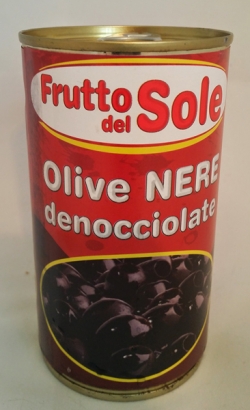 Frutto
del Sole
Olive NERE
denocciolate